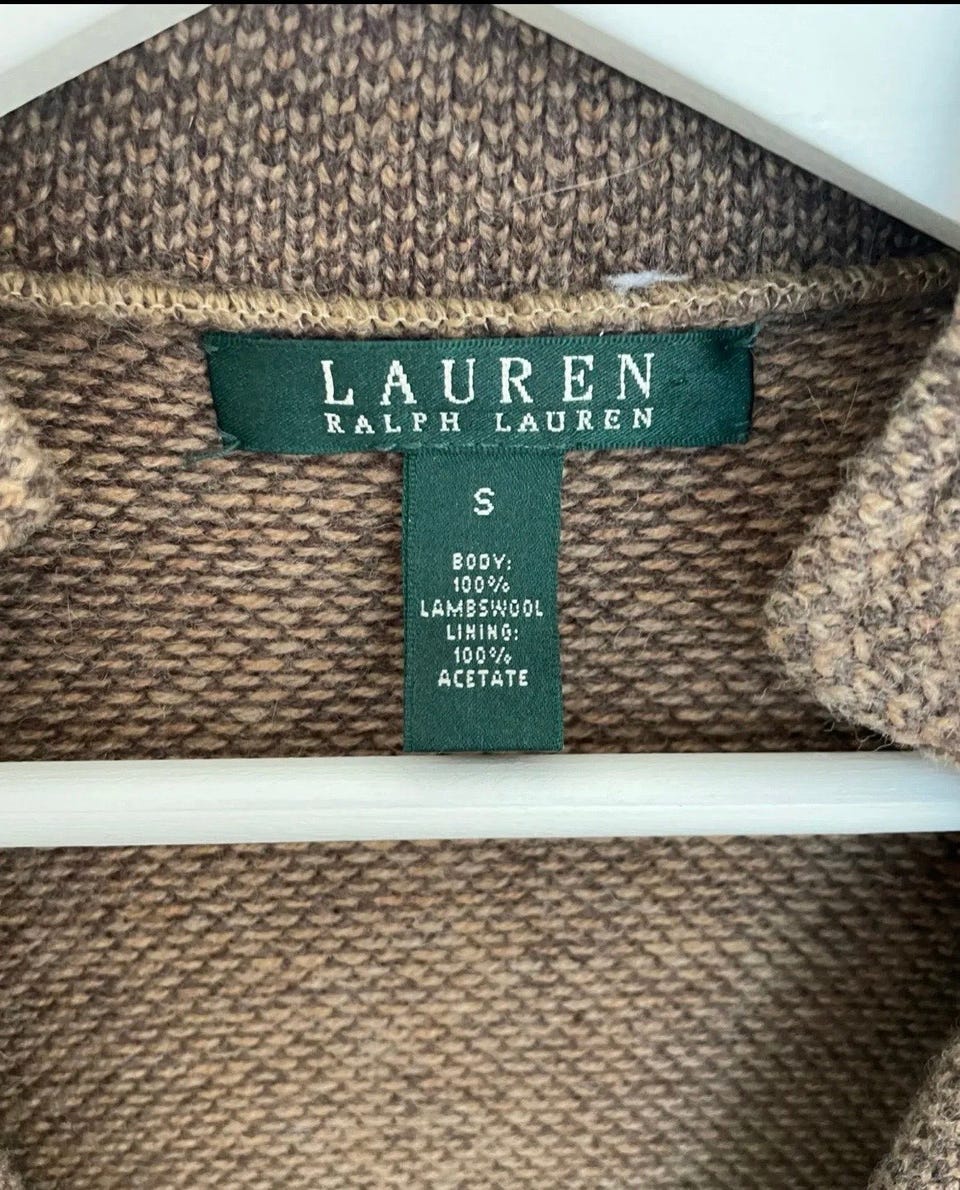 LAUREN
RALPH LAUREN
S
BODY:
100%
LAMBSWOOL
LINING:
100%
ACETATE